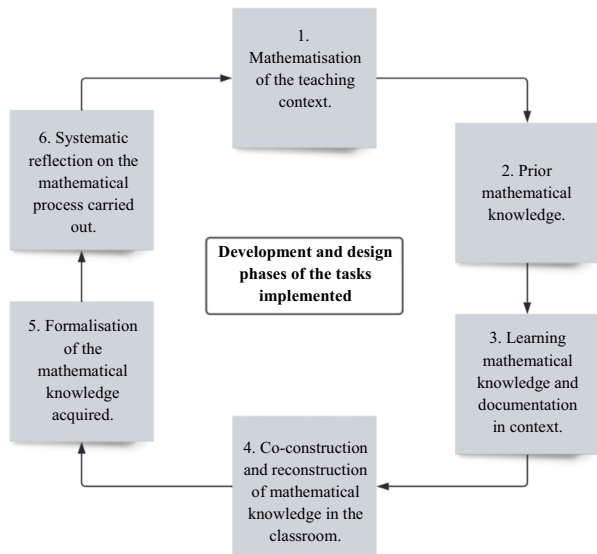 1.
Mathematisation
of the teaching
context.
2. Prior
mathematical
knowledge.
3. Learning
mathematical
knowledge and
documentation
in context.
4. Co-construction
and reconstruction
of mathematical
knowledge in the
classroom.
5. Formalisation
of the
mathematical
knowledge
acquired.
6. Systematic
reflection on the
mathematical
process carried
out.
Development and design
phases of the tasks
implemented